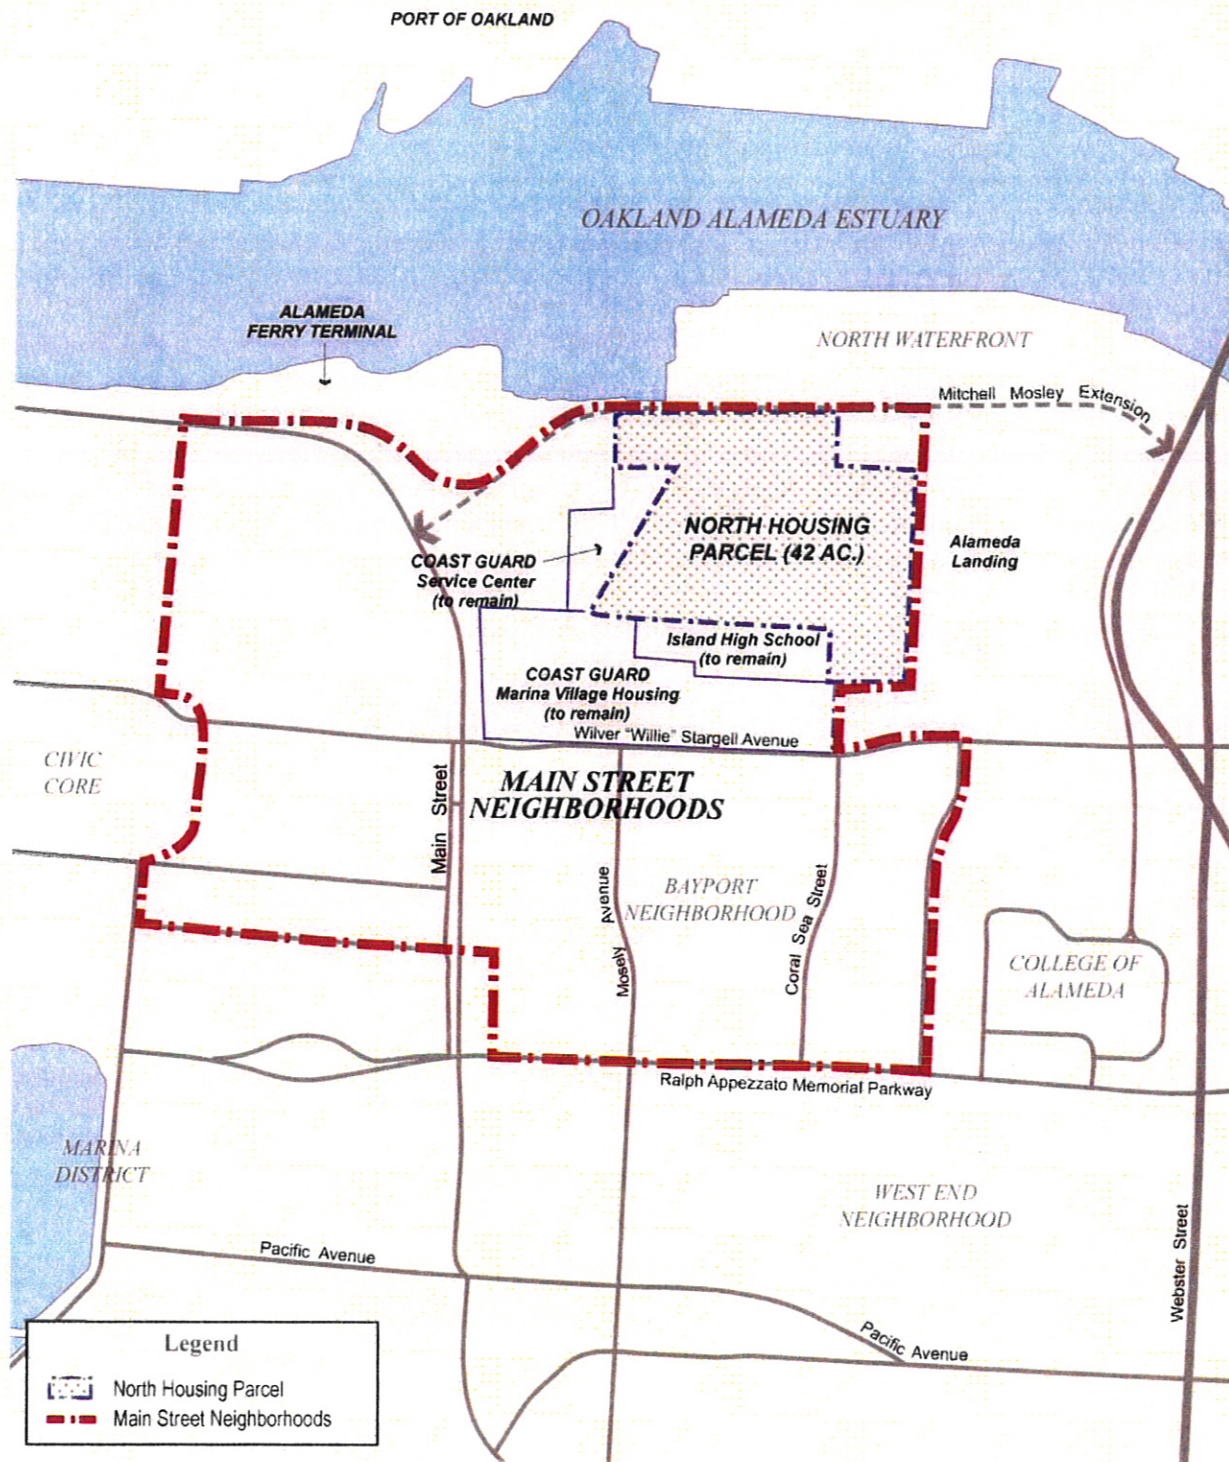 PORT OF OAKLAND
OAKLAND ALAMEDA ESTUARY
ALAMEDA
FERRY TERMINAL
NORTH WATERFRONT
Mitchell Mosley Extension
NORTH HOUSING
PARCEL (42 AC.)
Alameda
Landing
COAST GUARD
Service Center
(to remain)
Island High School
(to remain)
COAST GUARD
Marina Village Housing
(to remain)
Wilver "Willie" Stargell Avenue
CIVIC
CORE
MAIN STREET
NEIGHBORHOODS
Main Street
Mosely Avenue
BAYPORT
NEIGHBORHOOD
Coral Sea Street
COLLEGE OF
ALAMEDA
Ralph Appezzato Memorial Parkway
MARINA
DISTRICT
WEST END
NEIGHBORHOOD
Webster Street
Pacific Avenue
Pacific Avenue
Legend
North Housing Parcel
Main Street Neighborhoods